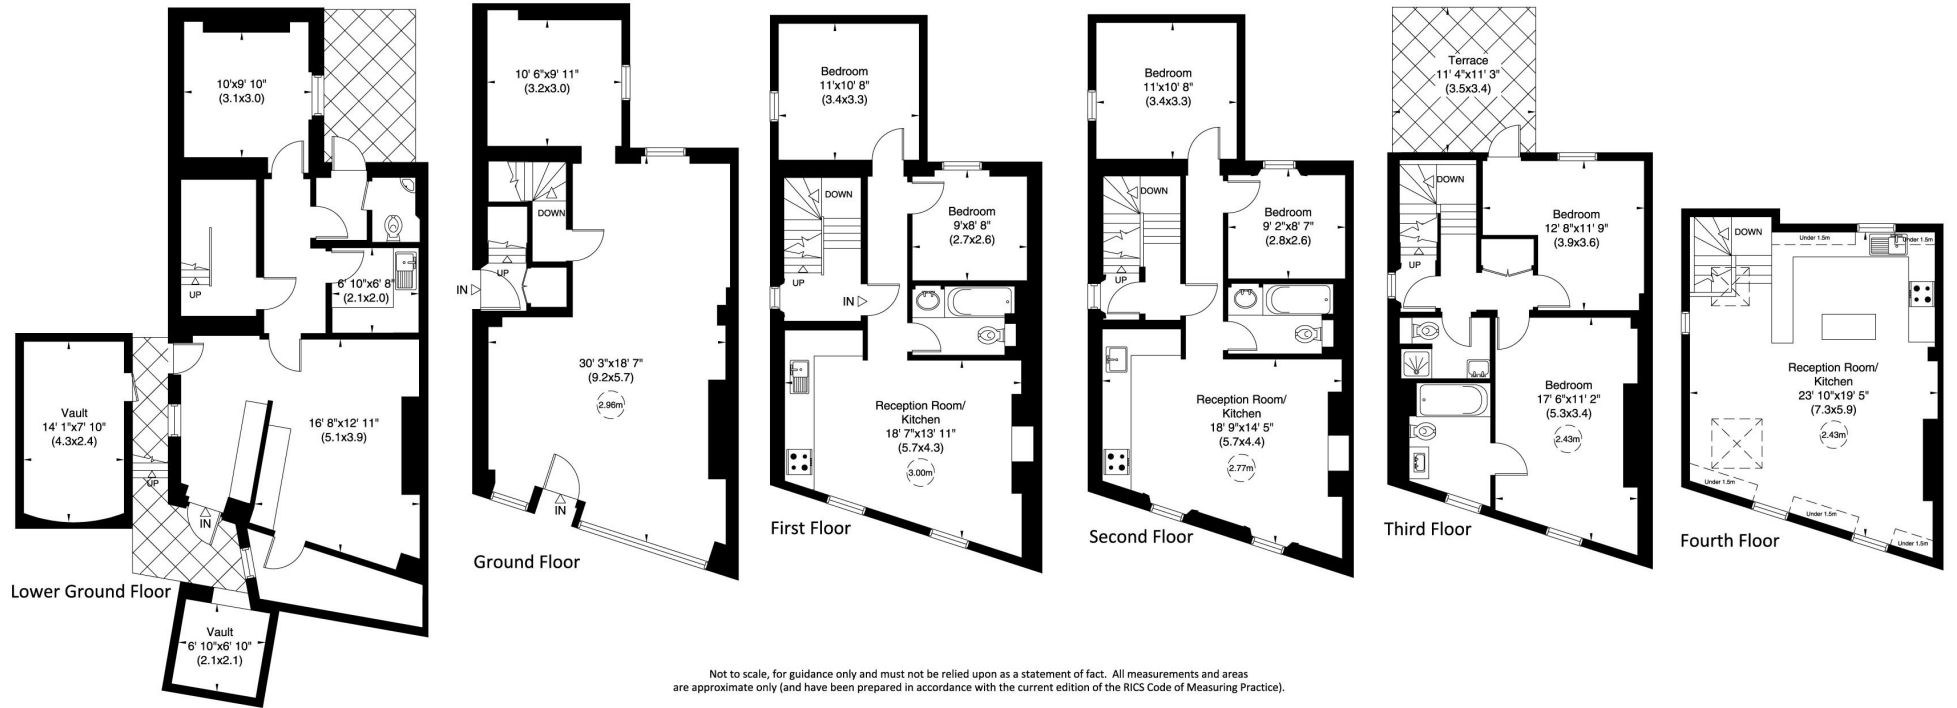 10'x9' 10"
(3.1x3.0)
UP
6' 10"x6' 8"
(2.1x2.0)
Vault
14' 1"x7' 10"
(4.3x2.4)
UP
16' 8"x12' 11"
(5.1x3.9)
IN
Lower Ground Floor
Vault
6' 10"x6' 10"
(2.1x2.1)
10' 6"x9' 11"
(3.2x3.0)
DOWN
UP
IN
30' 3"x18' 7"
(9.2x5.7)
2.96m
IN
Ground Floor
Bedroom
11'x10' 8"
(3.4x3.3)
DOWN
Bedroom
9'x8' 8"
(2.7x2.6)
UP
IN
Reception Room/
Kitchen
18' 7"x13' 11"
(5.7x4.3)
3.00m
First Floor
Bedroom
11'x10' 8"
(3.4x3.3)
DOWN
Bedroom
9' 2"x8' 7"
(2.8x2.6)
UP
Reception Room/
Kitchen
18' 9"x14' 5"
(5.7x4.4)
2.77m
Second Floor
Terrace
11' 4"x11' 3"
(3.5x3.4)
DOWN
Bedroom
12' 8"x11' 9"
(3.9x3.6)
UP
Bedroom
17' 6"x11' 2"
(5.3x3.4)
2.43m
Third Floor
DOWN
Under 1.5m
Under 1.5m
Reception Room/
Kitchen
23' 10"x19' 5"
(7.3x5.9)
2.43m
Under 1.5m
Under 1.5m
Under 1.5m
Fourth Floor
Not to scale, for guidance only and must not be relied upon as a statement of fact. All measurements and areas
are approximate only (and have been prepared in accordance with the current edition of the RICS Code of Measuring Practice).